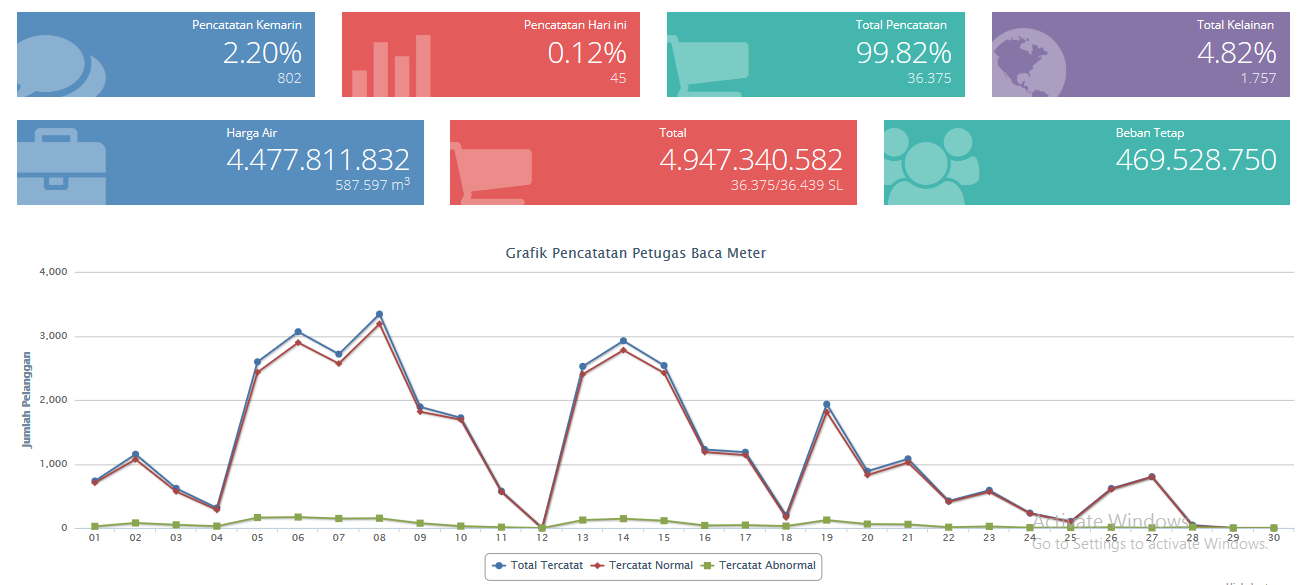 Pencatatan Kemarin
2.20%
802
Pencatatan Hari ini
0.12%
45
Total Pencatatan
99.82%
36.375
Total Kelainan
4.82%
1.757
Harga Air
4.477.811.832
587.597 m³
Total
4.947.340.582
36.375/36.439 SL
Beban Tetap
469.528.750
Grafik Pencatatan Petugas Baca Meter
Jumlah Pelanggan
4,000
3,000
2,000
1,000
0
01 02 03 04 05 06 07 08 09 10 11 12 13 14 15 16 17 18 19 20 21 22 23 24 25 26 27 28 29 30
Total Tercatat Tercatat Normal Tercatat Abnormal
Activate Windows
Go to Settings to activate Windows.